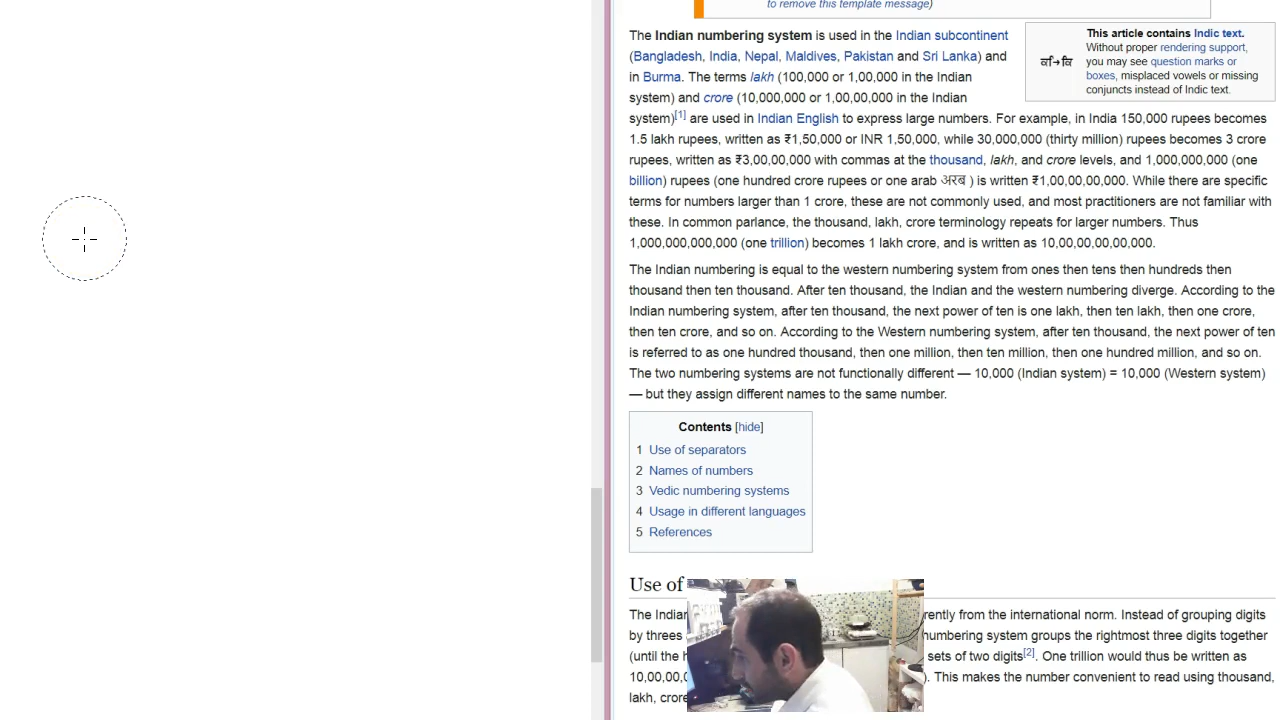 to remove this template message)
The Indian numbering system is used in the Indian subcontinent
(Bangladesh, India, Nepal, Maldives, Pakistan and Sri Lanka) and
in Burma. The terms lakh (100,000 or 1,00,000 in the Indian
system) and crore (10,000,000 or 1,00,00,000 in the Indian
system)[1] are used in Indian English to express large numbers. For example, in India 150,000 rupees becomes
1.5 lakh rupees, written as ₹1,50,000 or INR 1,50,000, while 30,000,000 (thirty million) rupees becomes 3 crore
rupees, written as ₹3,00,00,000 with commas at the thousand, lakh, and crore levels, and 1,000,000,000 (one
billion) rupees (one hundred crore rupees or one arab अरब ) is written ₹1,00,00,00,000. While there are specific
terms for numbers larger than 1 crore, these are not commonly used, and most practitioners are not familiar with
these. In common parlance, the thousand, lakh, crore terminology repeats for larger numbers. Thus
1,000,000,000,000 (one trillion) becomes 1 lakh crore, and is written as 10,00,00,00,00,000.
This article contains Indic text.
Without proper rendering support,
you may see question marks or
boxes, misplaced vowels or missing
conjuncts instead of Indic text.
The Indian numbering is equal to the western numbering system from ones then tens then hundreds then
thousand then ten thousand. After ten thousand, the Indian and the western numbering diverge. According to the
Indian numbering system, after ten thousand, the next power of ten is one lakh, then ten lakh, then one crore,
then ten crore, and so on. According to the Western numbering system, after ten thousand, the next power of ten
is referred to as one hundred thousand, then one million, then ten million, then one hundred million, and so on.
The two numbering systems are not functionally different — 10,000 (Indian system) = 10,000 (Western system)
— but they assign different names to the same number.
Contents [hide]
1 Use of separators
2 Names of numbers
3 Vedic numbering systems
4 Usage in different languages
5 References
Use of
The Indian rently from the international norm. Instead of grouping digits
by threes numbering system groups the rightmost three digits together
(until the sets of two digits[2]. One trillion would thus be written as
10,00,00, ). This makes the number convenient to read using thousand,
lakh, crore